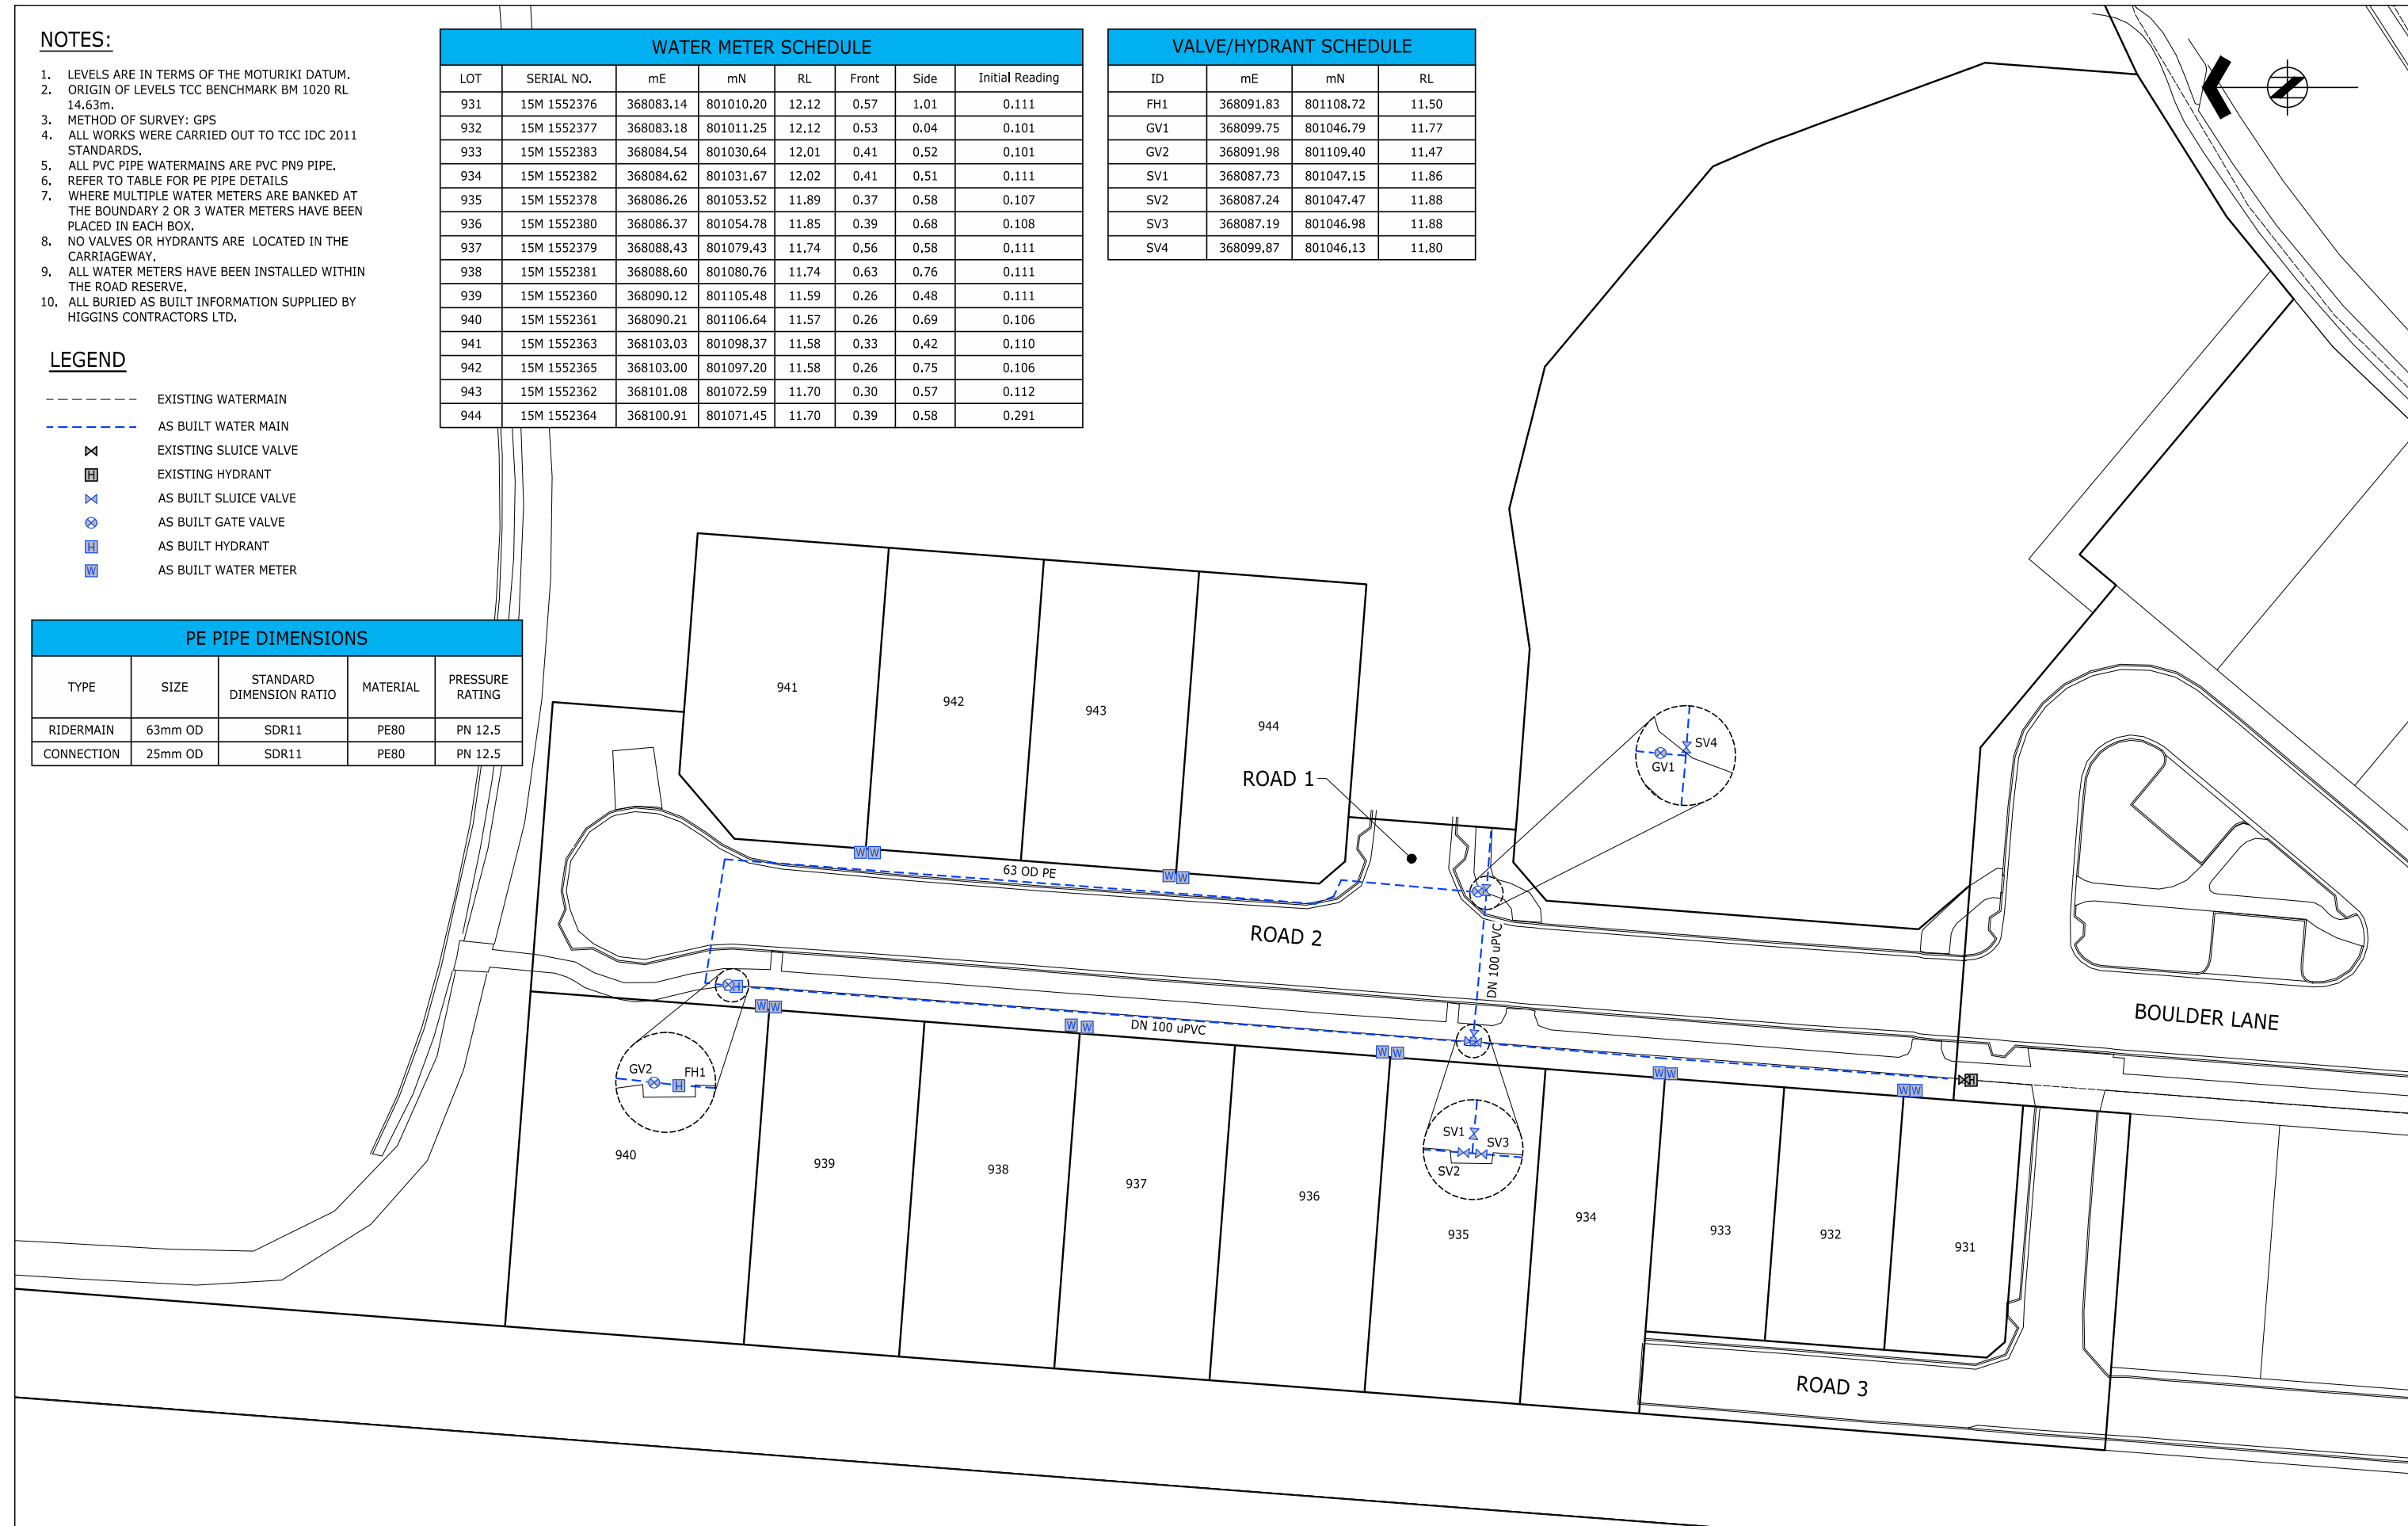 NOTES:
1. LEVELS ARE IN TERMS OF THE MOTURIKI DATUM.
2. ORIGIN OF LEVELS TCC BENCHMARK BM 1020 RL
14.63m.
3. METHOD OF SURVEY: GPS
4. ALL WORKS WERE CARRIED OUT TO TCC IDC 2011
STANDARDS.
5. ALL PVC PIPE WATERMAINS ARE PVC PN9 PIPE.
6. REFER TO TABLE FOR PE PIPE DETAILS
7. WHERE MULTIPLE WATER METERS ARE BANKED AT
THE BOUNDARY 2 OR 3 WATER METERS HAVE BEEN
PLACED IN EACH BOX.
8. NO VALVES OR HYDRANTS ARE LOCATED IN THE
CARRIAGEWAY.
9. ALL WATER METERS HAVE BEEN INSTALLED WITHIN
THE ROAD RESERVE.
10. ALL BURIED AS BUILT INFORMATION SUPPLIED BY
HIGGINS CONTRACTORS LTD.
LEGEND
EXISTING WATERMAIN
AS BUILT WATER MAIN
EXISTING SLUICE VALVE
H EXISTING HYDRANT
AS BUILT SLUICE VALVE
AS BUILT GATE VALVE
H AS BUILT HYDRANT
W AS BUILT WATER METER
PE PIPE DIMENSIONS
TYPE SIZE STANDARD DIMENSION RATIO MATERIAL PRESSURE RATING
RIDERMAIN 63mm OD SDR11 PE80 PN 12.5
CONNECTION 25mm OD SDR11 PE80 PN 12.5
WATER METER SCHEDULE
LOT SERIAL NO. mE mN RL Front Side Initial Reading
931 15M 1552376 368083.14 801010.20 12.12 0.57 1.01 0.111
932 15M 1552377 368083.18 801011.25 12.12 0.53 0.04 0.101
933 15M 1552383 368084.54 801030.64 12.01 0.41 0.52 0.101
934 15M 1552382 368084.62 801031.67 12.02 0.41 0.51 0.111
935 15M 1552378 368086.26 801053.52 11.89 0.37 0.58 0.107
936 15M 1552380 368086.37 801054.78 11.85 0.39 0.68 0.108
937 15M 1552379 368088.43 801079.43 11.74 0.56 0.58 0.111
938 15M 1552381 368088.60 801080.76 11.74 0.63 0.76 0.111
939 15M 1552360 368090.12 801105.48 11.59 0.26 0.48 0.111
940 15M 1552361 368090.21 801106.64 11.57 0.26 0.69 0.106
941 15M 1552363 368103.03 801098.37 11.58 0.33 0.42 0.110
942 15M 1552365 368103.00 801097.20 11.58 0.26 0.75 0.106
943 15M 1552362 368101.08 801072.59 11.70 0.30 0.57 0.112
944 15M 1552364 368100.91 801071.45 11.70 0.39 0.58 0.291
VALVE/HYDRANT SCHEDULE
ID mE mN RL
FH1 368091.83 801108.72 11.50
GV1 368099.75 801046.79 11.77
GV2 368091.98 801109.40 11.47
SV1 368087.73 801047.15 11.86
SV2 368087.24 801047.47 11.88
SV3 368087.19 801046.98 11.88
SV4 368099.87 801046.13 11.80
941
942
943
944
ROAD 1
SV4
GV1
W W
63 OD PE
W W
ROAD 2
DN 100 uPVC
H
W W
W W
DN 100 uPVC
W W
W W
W W
H
BOULDER LANE
GV2
FH1
H
SV1
SV3
SV2
940
939
938
937
936
935
934
933
932
931
ROAD 3